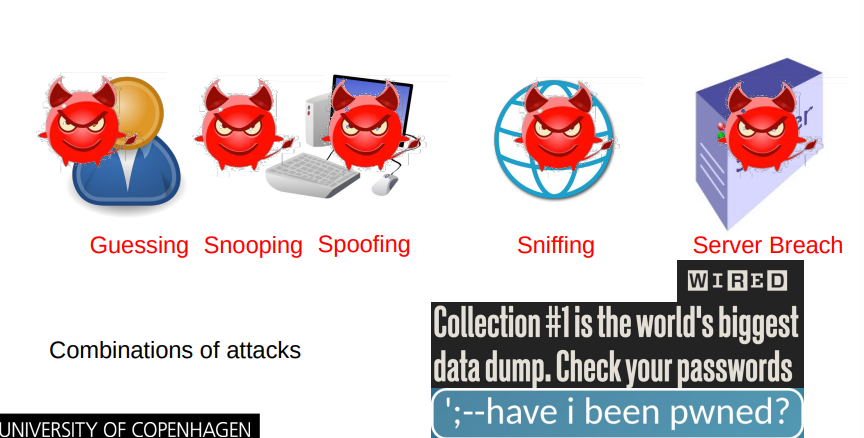 Guessing Snooping Spoofing Sniffing Server Breach
WIRED
Collection #1 is the world's biggest
data dump. Check your passwords
Combinations of attacks
';--have i been pwned?
UNIVERSITY OF COPENHAGEN